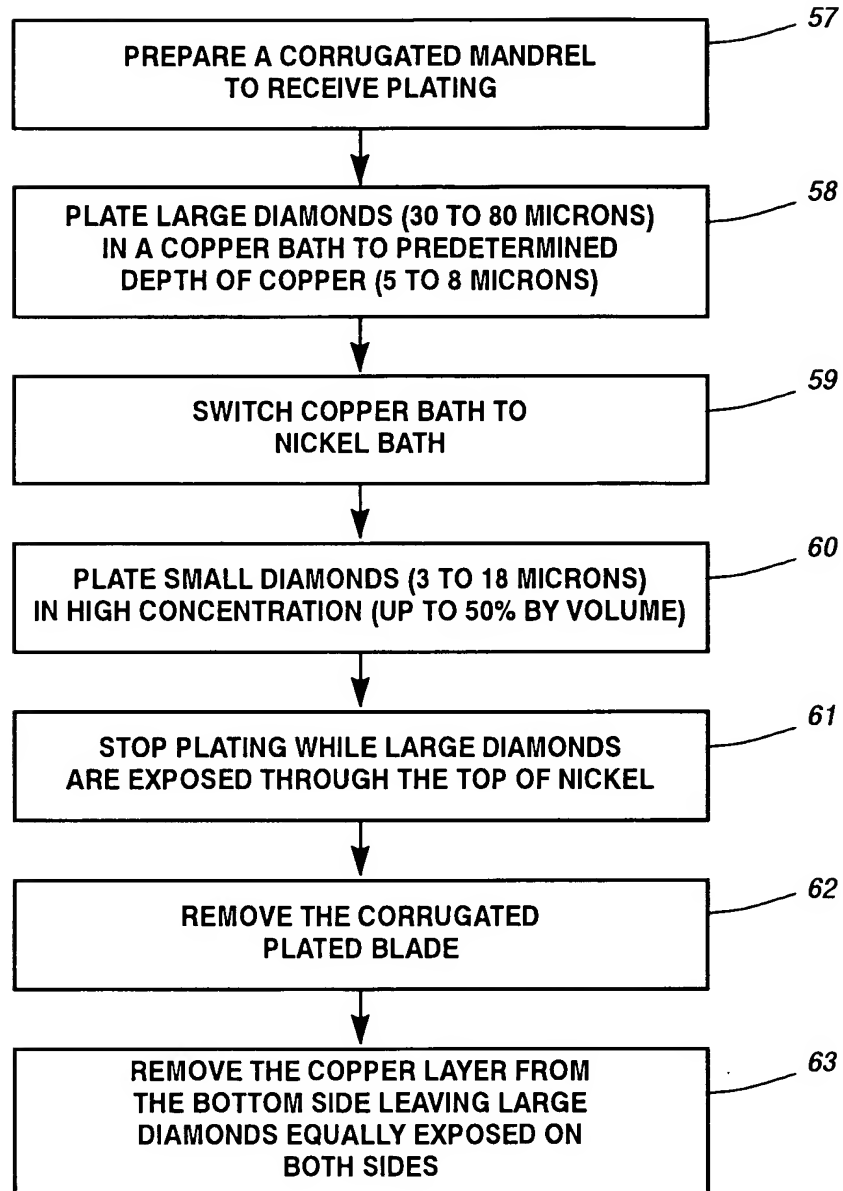 57
PREPARE A CORRUGATED MANDREL
TO RECEIVE PLATING
58
PLATE LARGE DIAMONDS (30 TO 80 MICRONS)
IN A COPPER BATH TO PREDETERMINED
DEPTH OF COPPER (5 TO 8 MICRONS)
59
SWITCH COPPER BATH TO
NICKEL BATH
60
PLATE SMALL DIAMONDS (3 TO 18 MICRONS)
IN HIGH CONCENTRATION (UP TO 50% BY VOLUME)
61
STOP PLATING WHILE LARGE DIAMONDS
ARE EXPOSED THROUGH THE TOP OF NICKEL
62
REMOVE THE CORRUGATED
PLATED BLADE
63
REMOVE THE COPPER LAYER FROM
THE BOTTOM SIDE LEAVING LARGE
DIAMONDS EQUALLY EXPOSED ON
BOTH SIDES